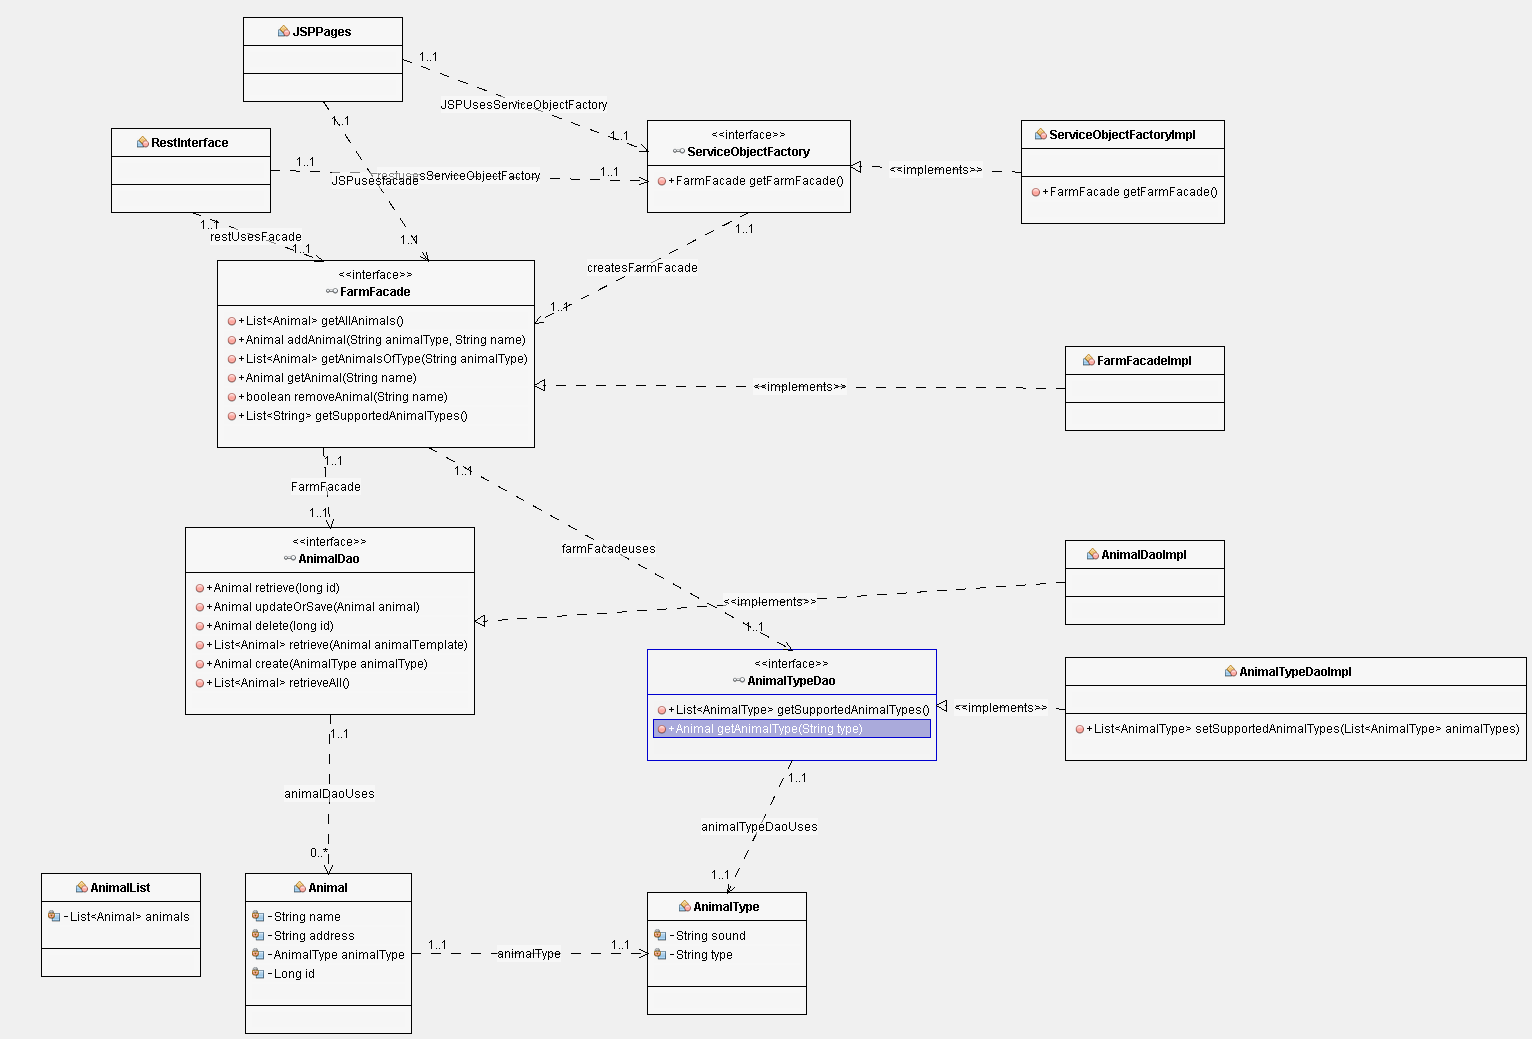 JSPPages
1..1
JSPUsesServiceObjectFactory
1..1
1..1
RestInterface
1..1
restusesServiceObjectFactory
1..1
JSPusesfacade
1..1
<<interface>>
ServiceObjectFactory
+FarmFacade getFarmFacade()
<<implements>>
ServiceObjectFactoryImpl
+FarmFacade getFarmFacade()
1..1
restUsesFacade
1..1
1..1
createsFarmFacade
1..1
<<interface>>
FarmFacade
+List<Animal> getAllAnimals()
+Animal addAnimal(String animalType, String name)
+List<Animal> getAnimalsOfType(String animalType)
+Animal getAnimal(String name)
+boolean removeAnimal(String name)
+List<String> getSupportedAnimalTypes()
<<implements>>
FarmFacadeImpl
1..1
FarmFacade
1..1
1..1
farmFacadeuses
1..1
<<interface>>
AnimalDao
+Animal retrieve(long id)
+Animal updateOrSave(Animal animal)
+Animal delete(long id)
+List<Animal> retrieve(Animal animalTemplate)
+Animal create(AnimalType animalType)
+List<Animal> retrieveAll()
<<implements>>
AnimalDaoImpl
<<interface>>
AnimalTypeDao
+List<AnimalType> getSupportedAnimalTypes()
+Animal getAnimalType(String type)
<<implements>>
AnimalTypeDaoImpl
+List<AnimalType> setSupportedAnimalTypes(List<AnimalType> animalTypes)
1..1
animalDaoUses
0..*
1..1
animalTypeDaoUses
1..1
AnimalList
-List<Animal> animals
Animal
-String name
-String address
-AnimalType animalType
-Long id
1..1
animalType
1..1
AnimalType
-String sound
-String type